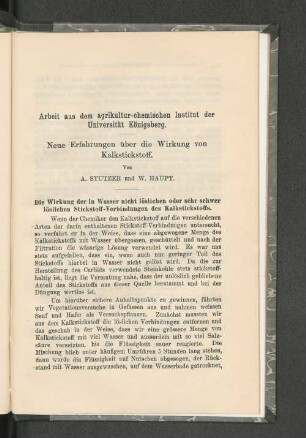 Arbeit aus dem agrikultur-chemischen Institut der
Universität Königsberg.
Neue Erfahrungen über die Wirkung von
Kalkstickstoff.
Von
A. STUTZER und W. HAUPT.
Die Wirkung der in Wasser nicht löslichen oder sehr schwer
löslichen Stickstoff-Verbindungen des Kalkstickstoffs.
Wenn der Chemiker den Kalkstickstoff auf die verschiedenen
Arten der darin enthaltenen Stickstoff-Verbindungen untersucht,
so verfährt er in der Weise, dass eine abgewogene Menge des
Kalkstickstoffs mit Wasser übergossen, geschüttelt und nach der
Filtration die wässrige Lösung verwendet wird. Es stellt sich
dann aus, dass ein, wenn auch nur geringer Teil des
Stickstoffs hierbei in Wasser nicht gelöst wird. Da die zur
Herstellung des Carbids verwendete Steinkohle stets stickstoff-
haltig ist, liegt die Vermutung nahe, dass der nicht gelöste
Anteil des Stickstoffs aus dieser Quelle herstammt und bei der
Düngung wertlos ist.
Um hierüber sichere Anhaltspunkte zu gewinnen, führten
wir Vegetationsversuche in Gefässen aus und nahmen weissen
Senf und Hafer als Versuchspflanzen. Zunächst mussten wir
aus dem Kalkstickstoff die löslichen Verbindungen entfernen und
das geschah in der Weise, dass wir eine grössere Menge von
Kalkstickstoff mit viel Wasser und ausserdem mit so viel Salz-
säure versetzten, bis die Flüssigkeit sauer reagierte. Die
Mischung blieb unter häufigem Umrühren 5 Stunden lang stehen,
dann wurde die Flüssigkeit auf Nutschen abgesogen, der Rück-
stand mit Wasser ausgewaschen, auf dem Wasserbade getrocknet,